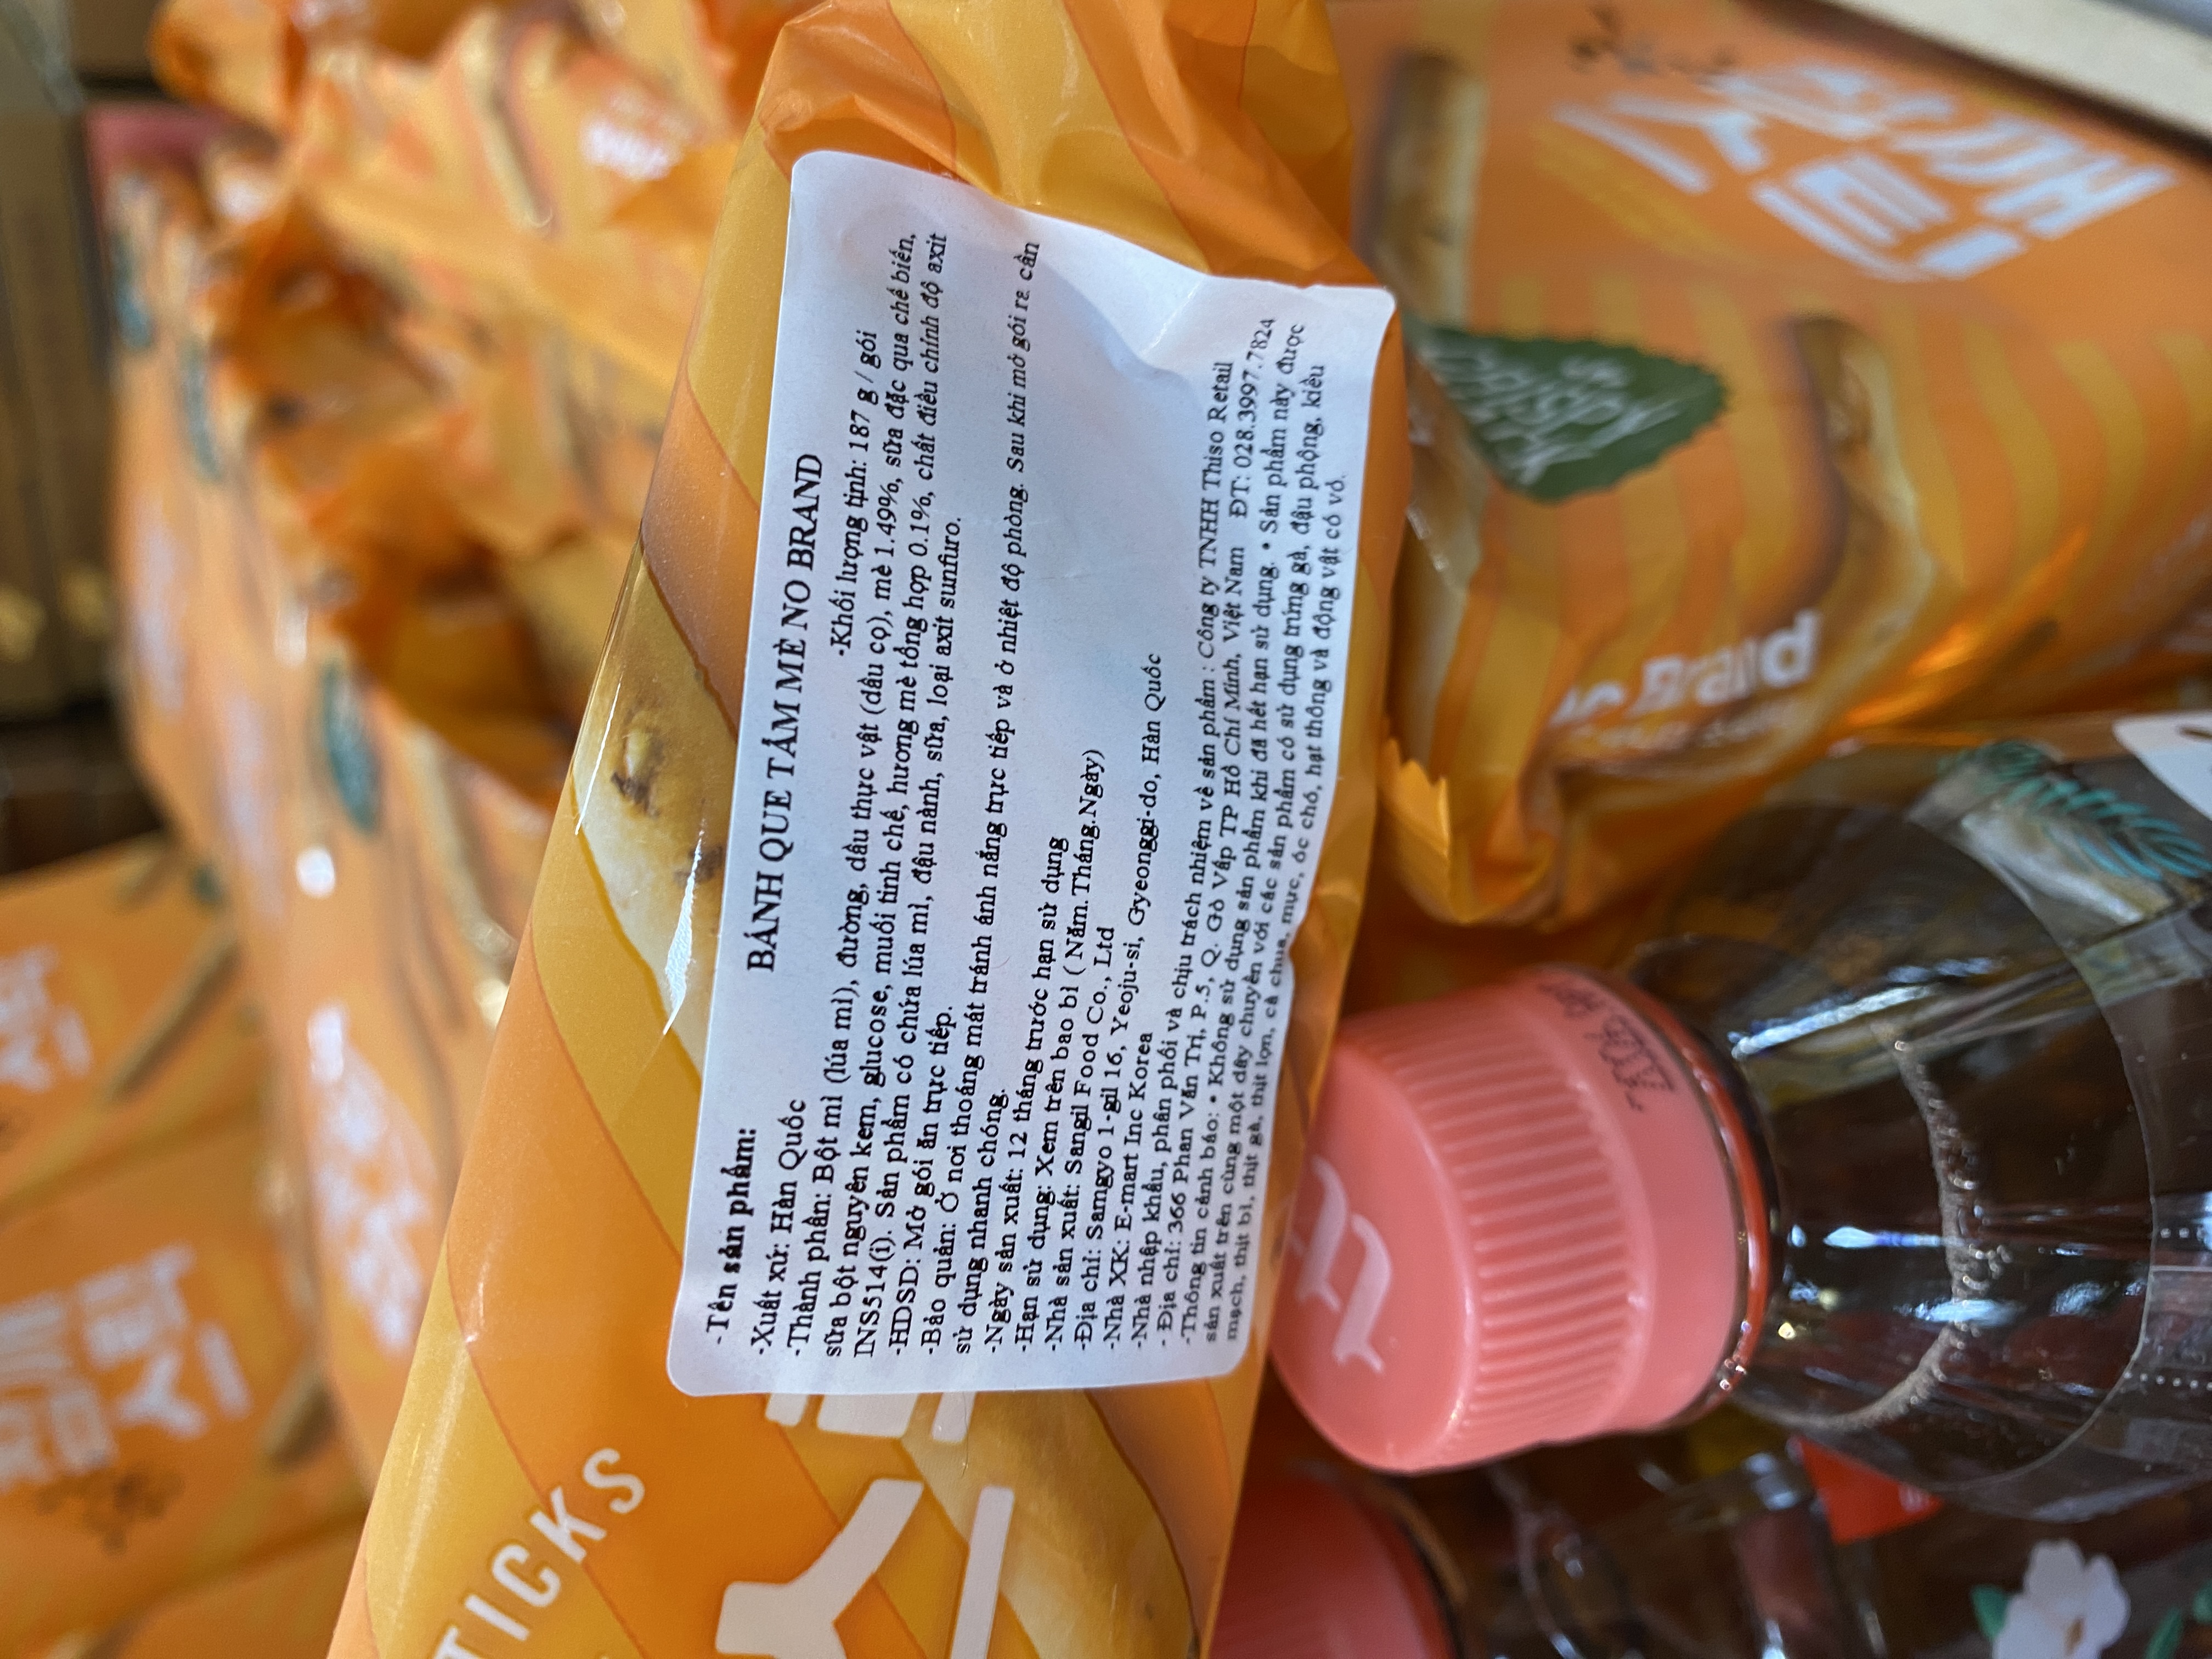 참깨
스틱
스틱
TICKS
-Tên sản phẩm: BÁNH QUE TẨM MÈ NO BRAND
-Xuất xứ: Hàn Quốc -Khối lượng tịnh: 187 g / gói
-Thành phần: Bột mì (lúa mì), đường, dầu thực vật (dầu cọ), mè 1.49%, sữa đặc qua chế biến,
sữa bột nguyên kem, glucose, muối tinh chế, hương mè tổng hợp 0.1%, chất điều chỉnh độ axit
INS514(i). Sản phẩm có chứa lúa mì, đậu nành, sữa, loại axit sunfuro.
-HDSD: Mở gói ăn trực tiếp.
-Bảo quản: Ở nơi thoáng mát tránh ánh nắng trực tiếp và ở nhiệt độ phòng. Sau khi mở gói ra cần
sử dụng nhanh chóng.
-Ngày sản xuất: 12 tháng trước hạn sử dụng
-Hạn sử dụng: Xem trên bao bì ( Năm.Tháng.Ngày)
-Nhà sản xuất: Sangil Food Co., Ltd
-Địa chỉ: Samgyo 1-gil 16, Yeoju-si, Gyeonggi-do, Hàn Quốc
-Nhà XK: E-mart Inc Korea
-Nhà nhập khẩu, phân phối và chịu trách nhiệm về sản phẩm : Công ty TNHH Thiso Retail
- Địa chỉ: 366 Phan Văn Trị, P.5, Q. Gò Vấp TP Hồ Chí Minh, Việt Nam ĐT: 028.3997.7824
-Thông tin cảnh báo: • Không sử dụng sản phẩm khi đã hết hạn sử dụng. • Sản phẩm này được
sản xuất trên cùng một dây chuyền với các sản phẩm có sử dụng trứng gà, đậu phộng, kiều
mạch, thịt bì, thịt gà, thịt lợn, cà chua, mực, óc chó, hạt thông và động vật có vỏ.
Brand